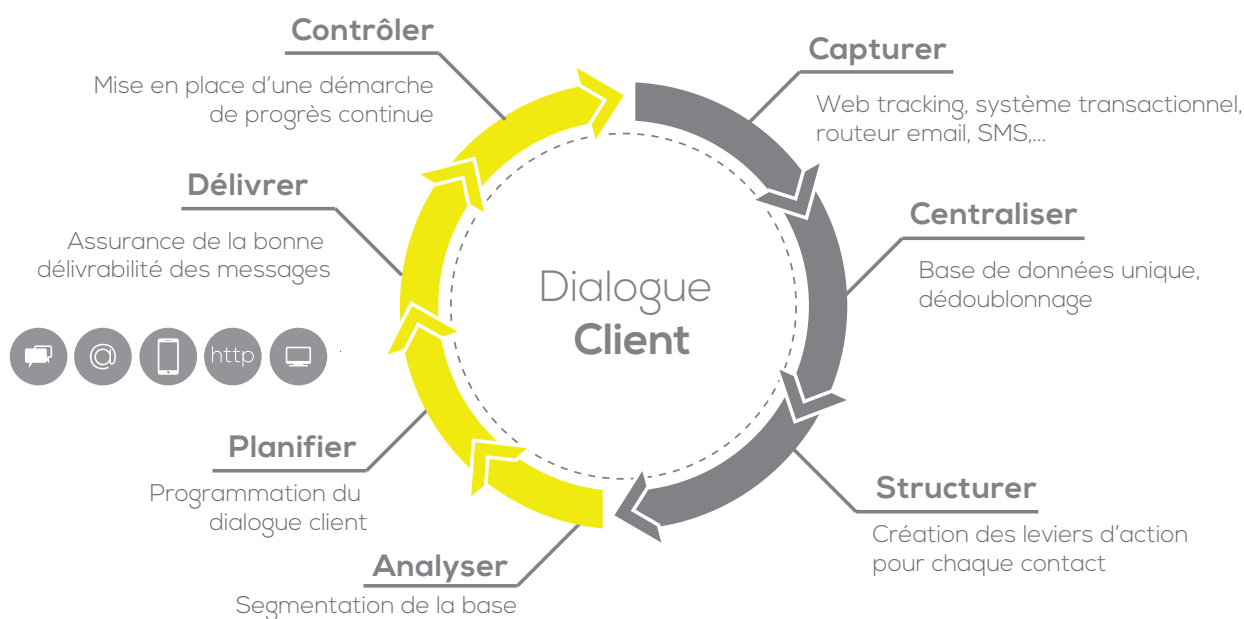 Contrôler
Mise en place d'une démarche
de progrès continue
Capturer
Web tracking, système transactionnel,
routeur email, SMS,...
Délivrer
Assurance de la bonne
délivrabilité des messages
Centraliser
Base de données unique,
dédoublonnage
Dialogue
Client
@
http
Planifier
Programmation du
dialogue client
Structurer
Création des leviers d'action
pour chaque contact
Analyser
Segmentation de la base